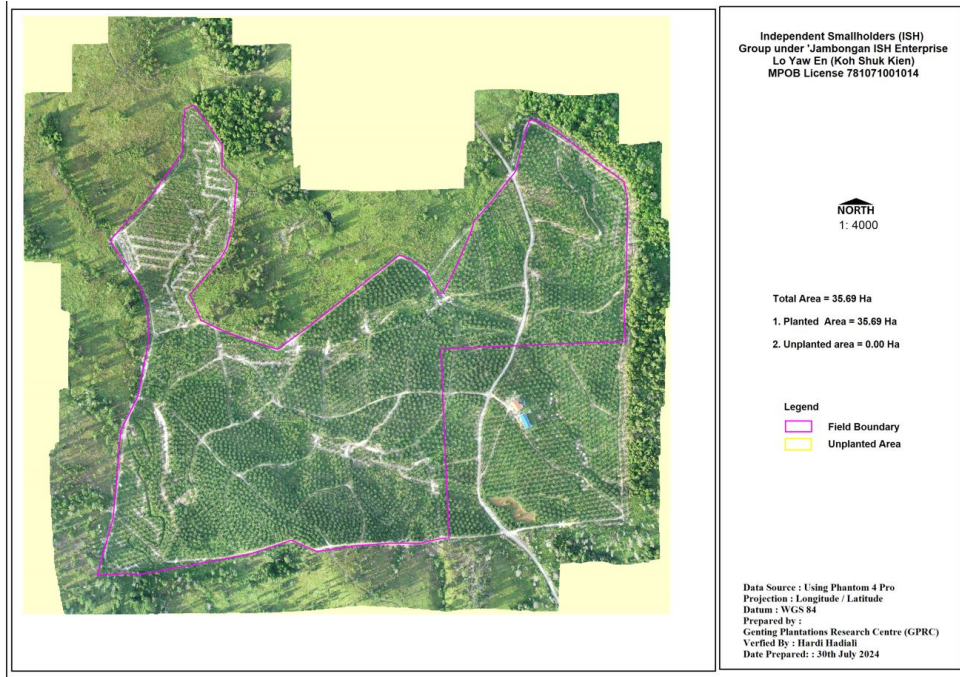 Independent Smallholders (ISH)
Group under 'Jambongan ISH Enterprise
Lo Yaw En (Koh Shuk Kien)
MPOB License 781071001014
NORTH
1: 4000
Total Area = 35.69 Ha
1. Planted Area = 35.69 Ha
2. Unplanted area = 0.00 Ha
Legend
Field Boundary
Unplanted Area
Data Source : Using Phantom 4 Pro
Projection : Longitude / Latitude
Datum : WGS 84
Prepared by :
Genting Plantations Research Centre (GPRC)
Verfied By : Hardi Hadiali
Date Prepared: : 30th July 2024